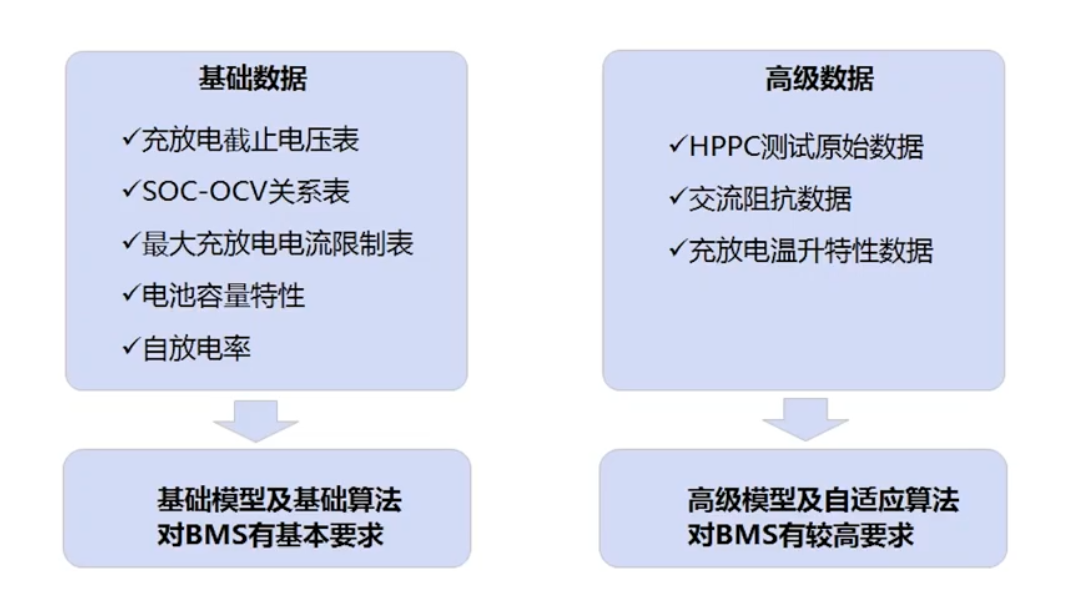 基础数据
✓充放电截止电压表
✓SOC-OCV关系表
✓最大充放电电流限制表
✓电池容量特性
✓自放电率
基础模型及基础算法
对BMS有基本要求
高级数据
✓HPPC测试原始数据
✓交流阻抗数据
✓充放电温升特性数据
高级模型及自适应算法
对BMS有较高要求